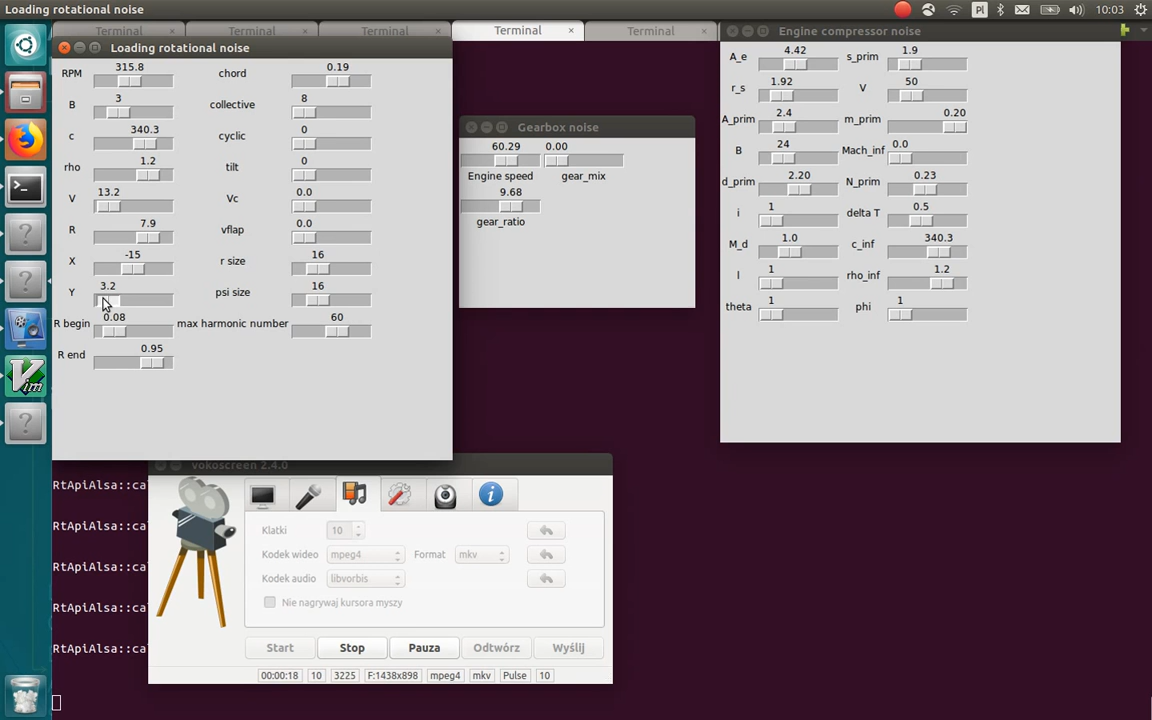 Loading rotational noise
Pl
10:03
Terminal
Terminal
Terminal
Terminal
Terminal
Loading rotational noise
RPM 315.8 chord 0.19
B 3 collective 8
c 340.3 cyclic 0
rho 1.2 tilt 0
V 13.2 Vc 0.0
R 7.9 vflap 0.0
X -15 r size 16
Y 3.2 psi size 16
R begin 0.08 max harmonic number 60
R end 0.95
Gearbox noise
60.29 0.00
Engine speed gear_mix
9.68
gear_ratio
Engine compressor noise
A_e 4.42 s_prim 1.9
r_s 1.92 V 50
A_prim 2.4 m_prim 0.20
B 24 Mach_inf 0.0
d_prim 2.20 N_prim 0.23
i 1 delta T 0.5
M_d 1.0 c_inf 340.3
l 1 rho_inf 1.2
theta 1 phi 1
RtApiAlsa::ca
RtApiAlsa::ca
RtApiAlsa::ca
RtApiAlsa::ca
RtApiAlsa::ca
vokoscreen 2.4.0
Klatki 10
Kodek wideo mpeg4 Format mkv
Kodek audio libvorbis
Nie nagrywaj kursora myszy
Start Stop Pauza Odtwórz Wyślij
00:00:18 10 3225 F:1438x898 mpeg4 mkv Pulse 10
Vim